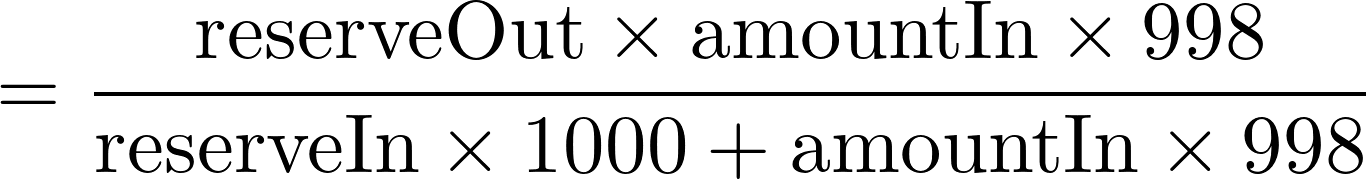 = reserveOut × amountIn × 998
reserveIn × 1000 + amountIn × 998